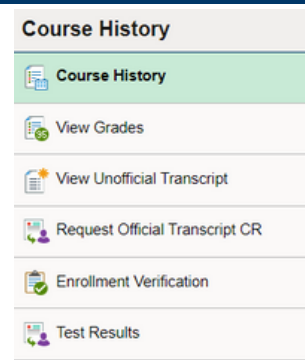 Course History
Course History
View Grades
View Unofficial Transcript
Request Official Transcript CR
Enrollment Verification
Test Results